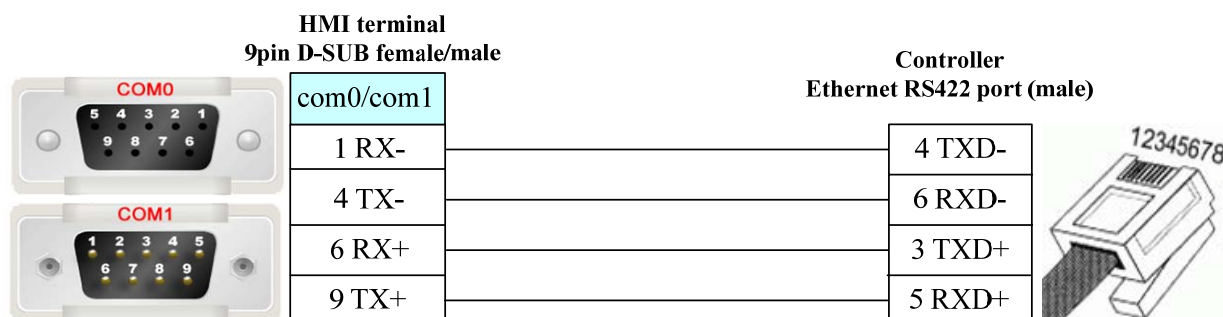 HMI terminal
9pin D-SUB female/male
Controller
Ethernet RS422 port (male)
COM0
5 4 3 2 1
9 8 7 6
COM1
1 2 3 4 5
6 7 8 9
com0/com1
1 RX-
4 TXD-
4 TX-
6 RXD-
6 RX+
3 TXD+
9 TX+
5 RXD+
12345678